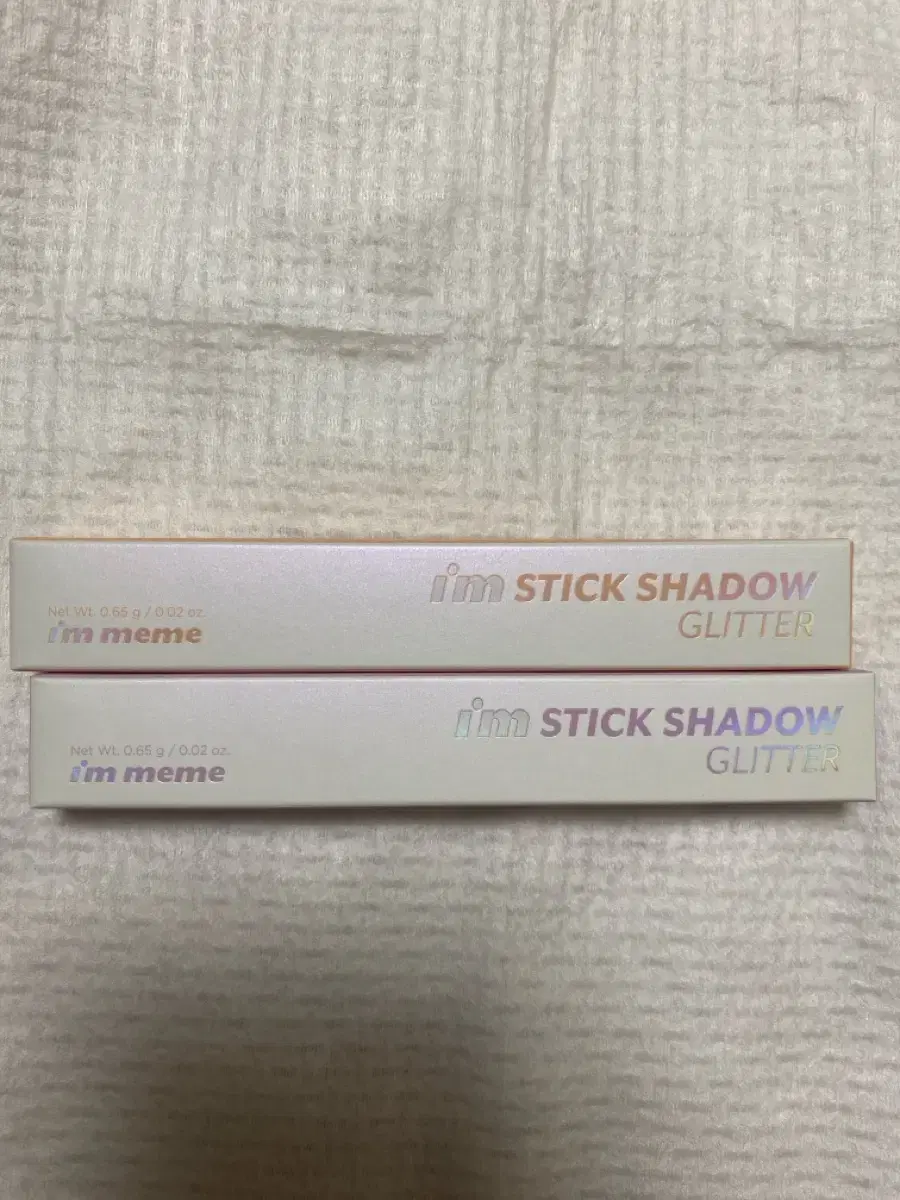 i'm STICK SHADOW
GLITTER
Net Wt. 0.65 g / 0.02 oz.
i'm meme
i'm STICK SHADOW
GLITTER
Net Wt. 0.65 g / 0.02 oz.
i'm meme